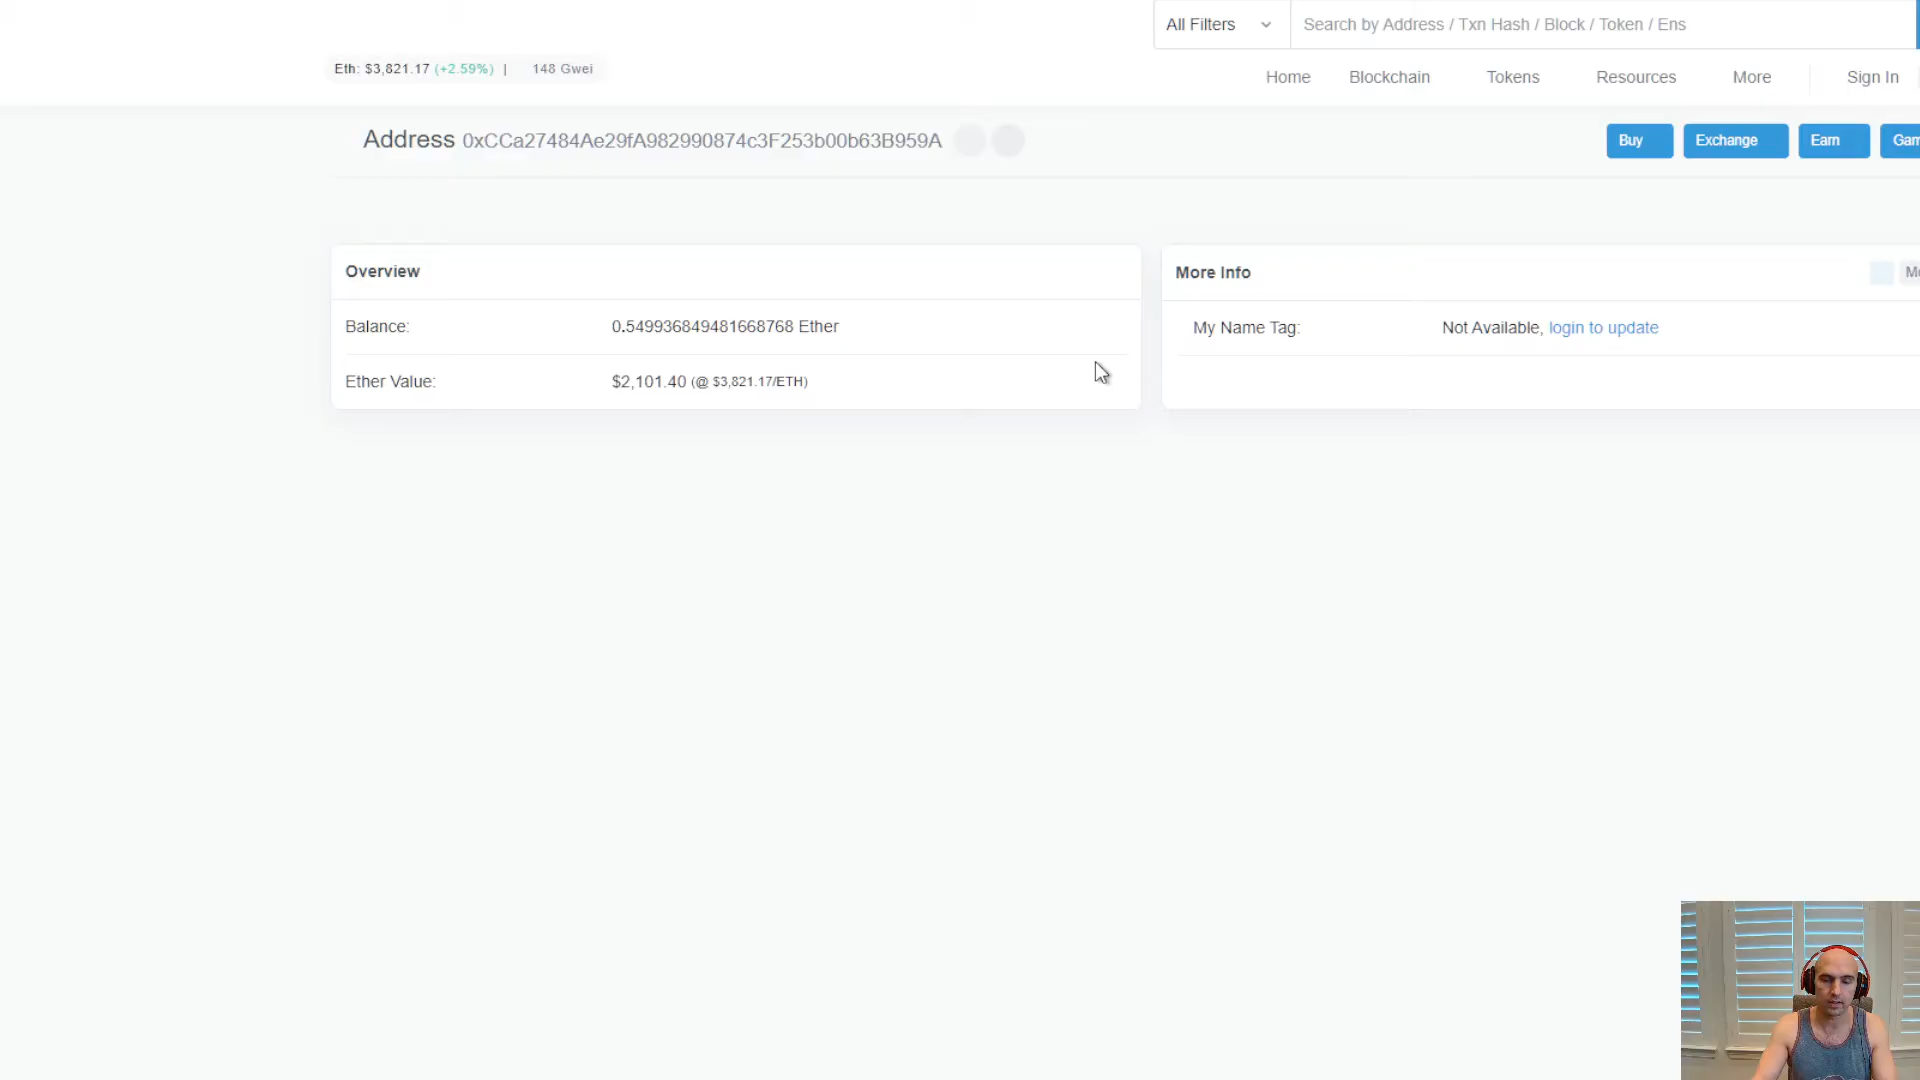 All Filters
Search by Address / Txn Hash / Block / Token / Ens
Eth: $3,821.17 (+2.59%) | 148 Gwei
Home Blockchain Tokens Resources More Sign In
Address 0xCCa27484Ae29fA982990874c3F253b00b63B959A
Buy Exchange Earn Gam
Overview
Balance: 0.549936849481668768 Ether
Ether Value: $2,101.40 (@ $3,821.17/ETH)
More Info
Mo
My Name Tag: Not Available, login to update